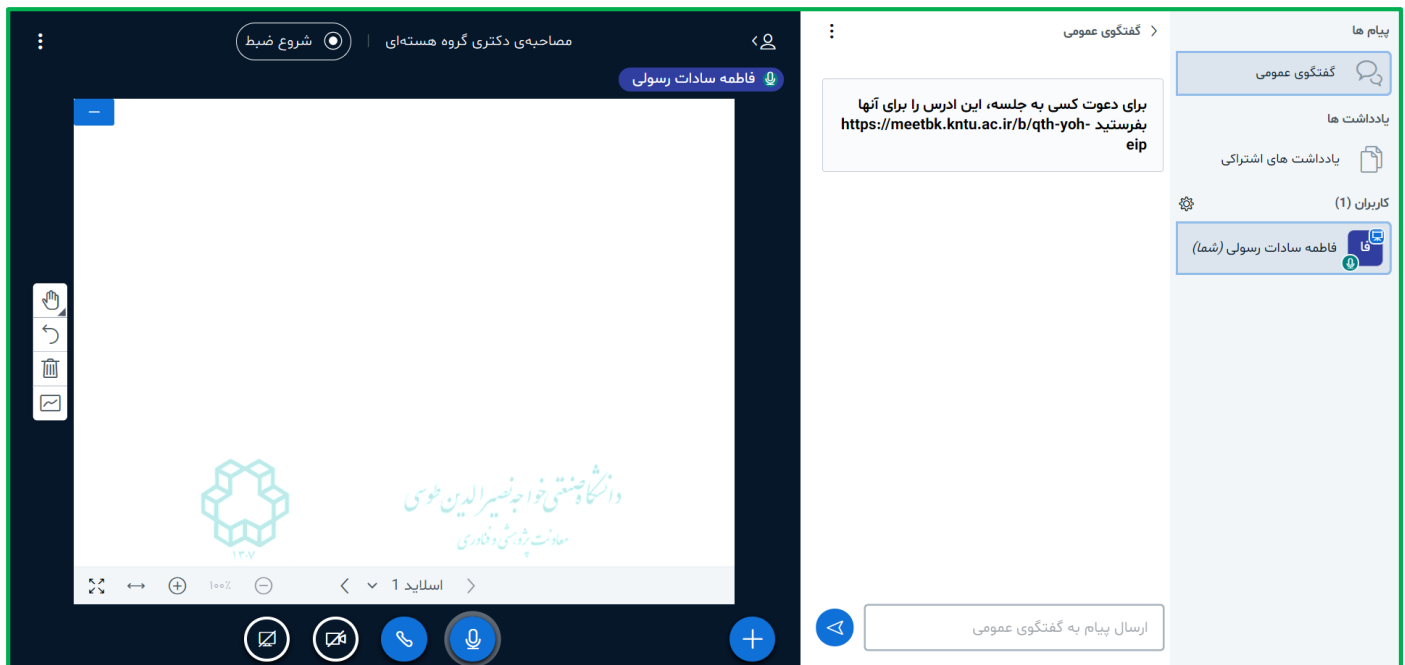 پیام ها
گفتگوی عمومی
یادداشت ها
یادداشت های اشتراکی
کاربران (1)
فا
فاطمه سادات رسولی (شما)
گفتگوی عمومی
برای دعوت کسی به جلسه، این ادرس را برای آنها
بفرستید https://meetbk.kntu.ac.ir/b/qth-yoh-
eip
ارسال پیام به گفتگوی عمومی
مصاحبه‌ی دکتری گروه هسته‌ای
شروع ضبط
فاطمه سادات رسولی
دانشگاه صنعتی خواجه نصیرالدین طوسی
معاونت پژوهشی و فناوری
۱۳۰۷
اسلاید 1
۱۰۰٪